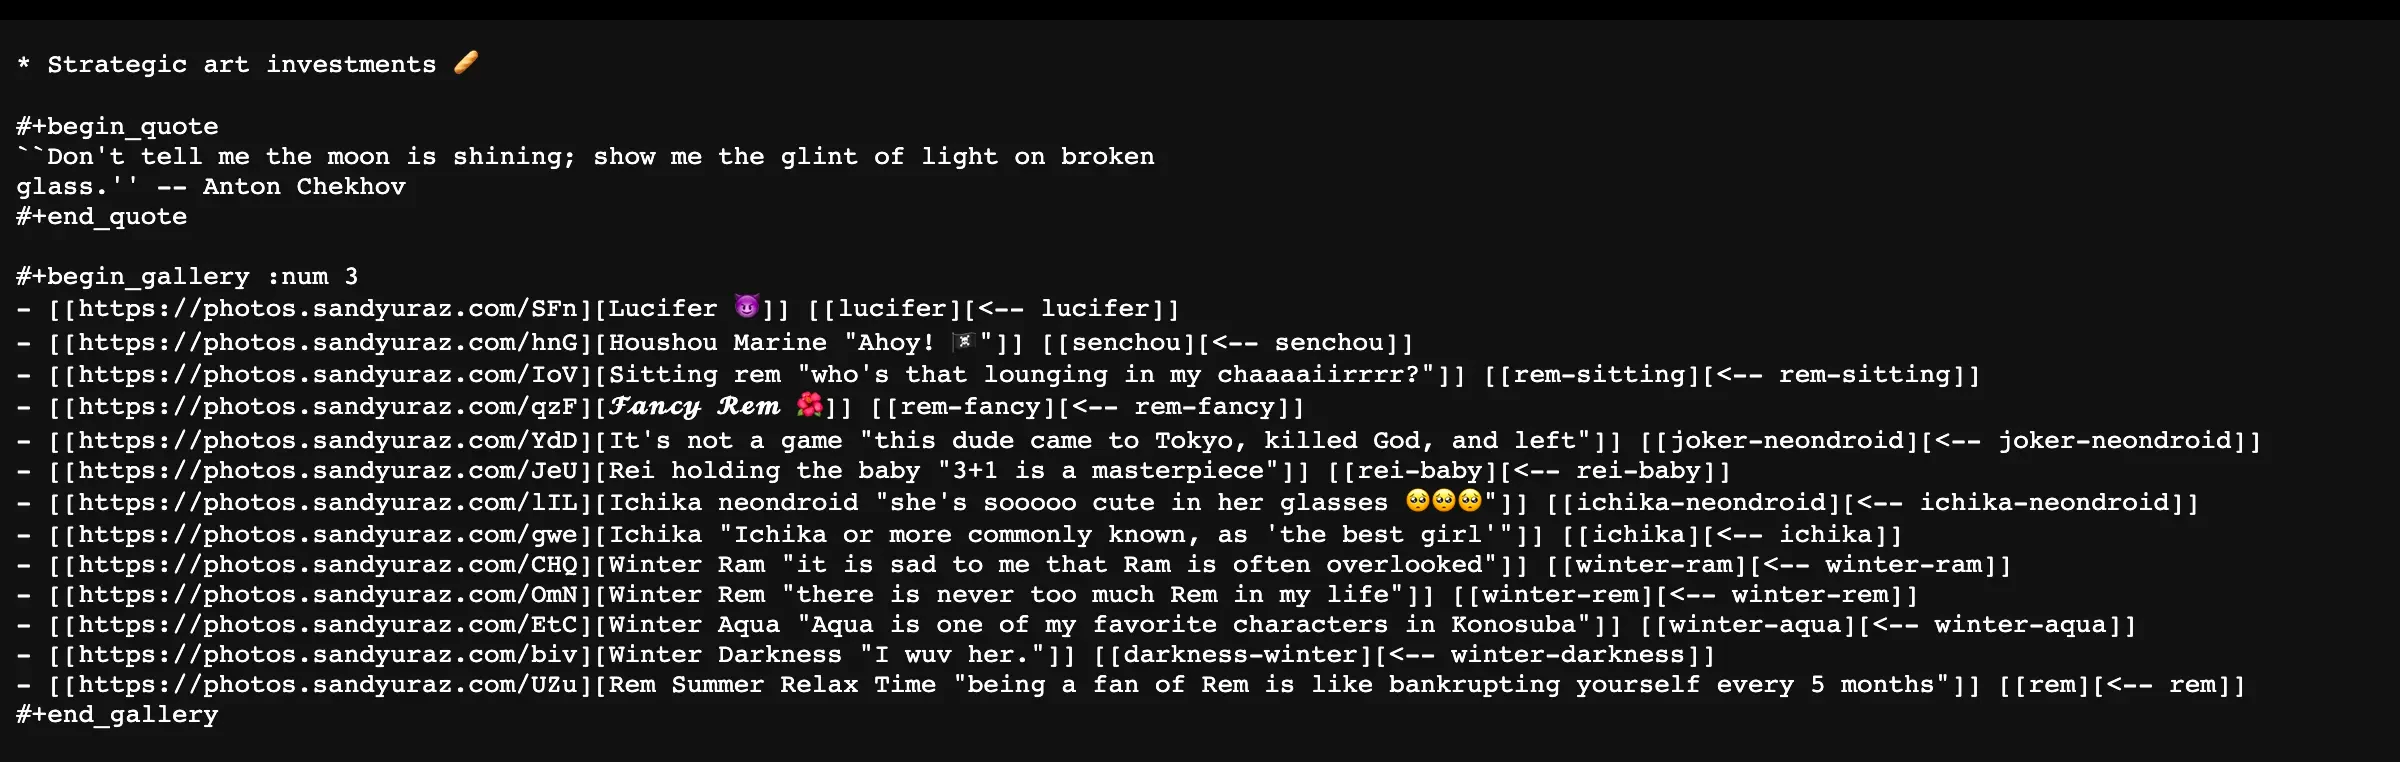 * Strategic art investments 🥖
#+begin_quote
``Don't tell me the moon is shining; show me the glint of light on broken
glass.'' -- Anton Chekhov
#+end_quote
#+begin_gallery :num 3
- [[https://photos.sandyuraz.com/SFn][Lucifer 😈]] [[lucifer][<-- lucifer]]
- [[https://photos.sandyuraz.com/hnG][Houshou Marine "Ahoy! 🏴‍☠️"]] [[senchou][<-- senchou]]
- [[https://photos.sandyuraz.com/IoV][Sitting rem "who's that lounging in my chaaaaiirrrr?"]] [[rem-sitting][<-- rem-sitting]]
- [[https://photos.sandyuraz.com/qzF][𝓕𝓪𝓷𝓬𝔂 𝓡𝓮𝓶 🌺]] [[rem-fancy][<-- rem-fancy]]
- [[https://photos.sandyuraz.com/YdD][It's not a game "this dude came to Tokyo, killed God, and left"]] [[joker-neondroid][<-- joker-neondroid]]
- [[https://photos.sandyuraz.com/JeU][Rei holding the baby "3+1 is a masterpiece"]] [[rei-baby][<-- rei-baby]]
- [[https://photos.sandyuraz.com/lIL][Ichika neondroid "she's sooooo cute in her glasses 🥺🥺🥺"]] [[ichika-neondroid][<-- ichika-neondroid]]
- [[https://photos.sandyuraz.com/gwe][Ichika "Ichika or more commonly known, as 'the best girl'"]] [[ichika][<-- ichika]]
- [[https://photos.sandyuraz.com/CHQ][Winter Ram "it is sad to me that Ram is often overlooked"]] [[winter-ram][<-- winter-ram]]
- [[https://photos.sandyuraz.com/OmN][Winter Rem "there is never too much Rem in my life"]] [[winter-rem][<-- winter-rem]]
- [[https://photos.sandyuraz.com/EtC][Winter Aqua "Aqua is one of my favorite characters in Konosuba"]] [[winter-aqua][<-- winter-aqua]]
- [[https://photos.sandyuraz.com/biv][Winter Darkness "I wuv her."]] [[darkness-winter][<-- winter-darkness]]
- [[https://photos.sandyuraz.com/UZu][Rem Summer Relax Time "being a fan of Rem is like bankrupting yourself every 5 months"]] [[rem][<-- rem]]
#+end_gallery